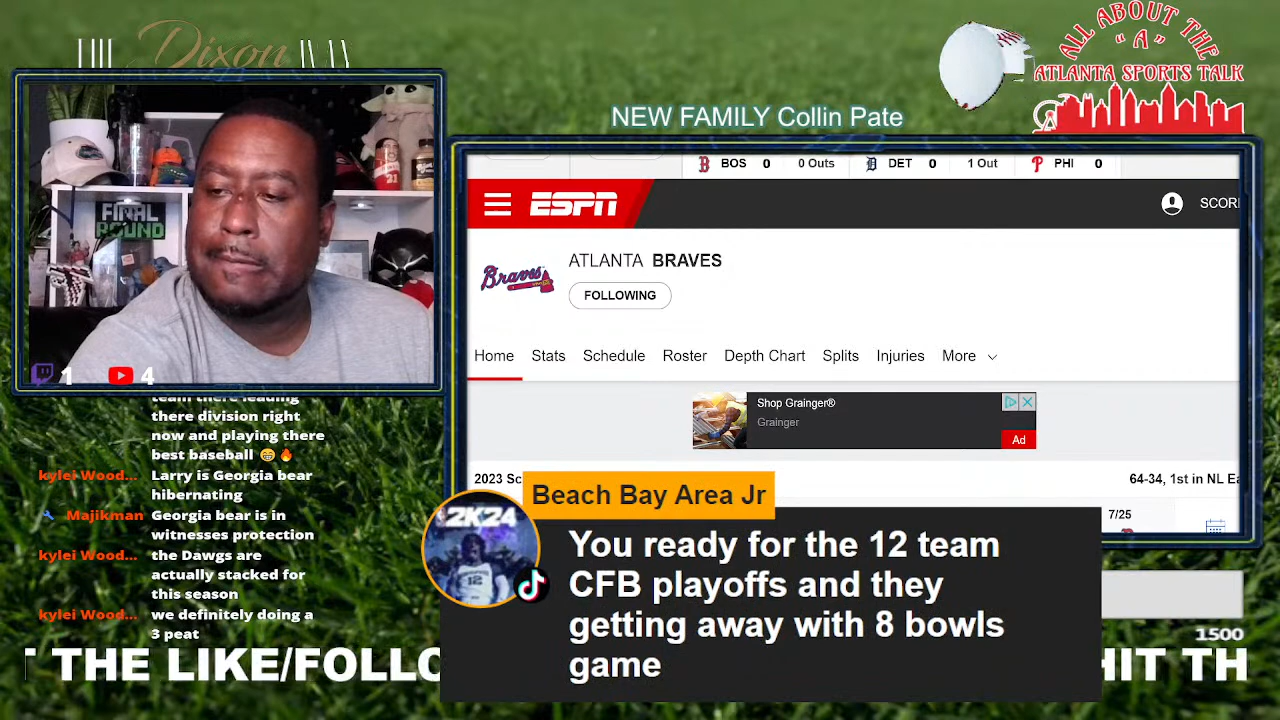 Dixon
ALL ABOUT THE
"A"
ATLANTA SPORTS TALK
NEW FAMILY Collin Pate
FINAL
ROUND
21
1
4
BOS 0 0 Outs
DET 0 1 Out
PHI 0
ESPN
SCOR
Braves
ATLANTA BRAVES
FOLLOWING
Home Stats Schedule Roster Depth Chart Splits Injuries More
Shop Grainger®
Grainger
Ad
2023 Sc
64-34, 1st in NL Ea
7/25
team there leading
there division right
now and playing there
best baseball 😁🔥
kylei Wood... Larry is Georgia bear
hibernating
Majikman Georgia bear is in
witnesses protection
kylei Wood... the Dawgs are
actually stacked for
this season
kylei Wood... we definitely doing a
3 peat
Beach Bay Area Jr
2K24
12
You ready for the 12 team
CFB playoffs and they
getting away with 8 bowls
game
1500
T THE LIKE/FOLLO
HIT TH